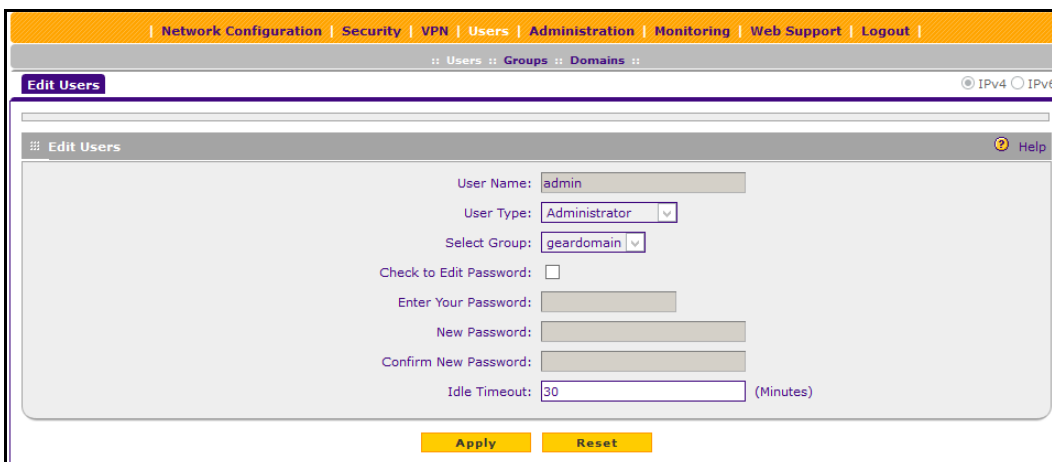 | Network Configuration | Security | VPN | Users | Administration | Monitoring | Web Support | Logout |
:: Users :: Groups :: Domains ::
Edit Users
IPv4 IPv6
Edit Users
? Help
User Name: admin
User Type: Administrator
Select Group: geardomain
Check to Edit Password:
Enter Your Password:
New Password:
Confirm New Password:
Idle Timeout: 30 (Minutes)
Apply Reset